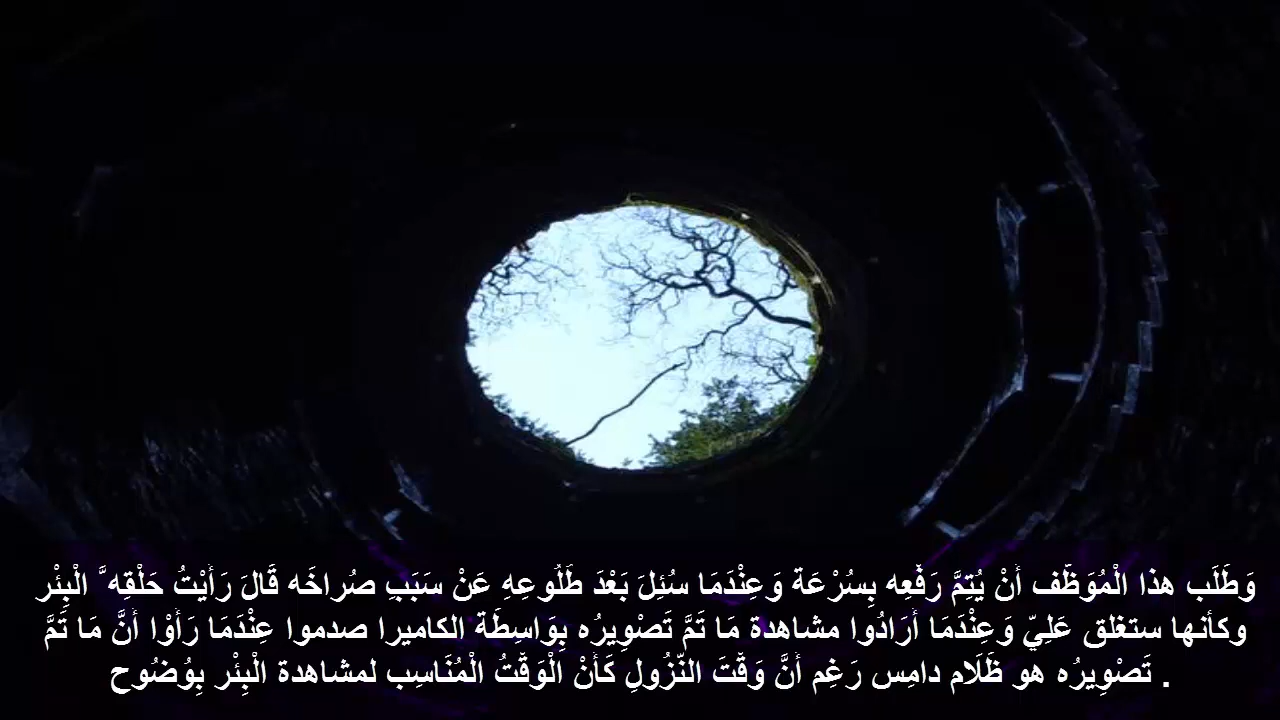 وَطَلَب هذا الْمُوَظَّف أَنْ يُتِمَّ رَفْعِه بِسُرْعَة وَعِنْدَمَا سُئِلَ بَعْدَ طَلُوعِهِ عَنْ سَبَبِ صُراخَه قَالَ رَأَيْتُ حَلْقِه َّ الْبِئْر
وكأنها ستغلق عَلِيّ وَعِنْدَمَا أَرَادُوا مشاهدة مَا تَمَّ تَصْوِيرُه بِوَاسِطَة الكاميرا صدموا عِنْدَمَا رَأَوْا أَنَّ مَا تَمَّ
تَصْوِيرُه هو ظَلَام دامِس رَغِم أَنَّ وَقْتَ النّزُولِ كَأَنْ الْوَقْتُ الْمُنَاسِب لمشاهدة الْبِئْر بِوُضُوح .